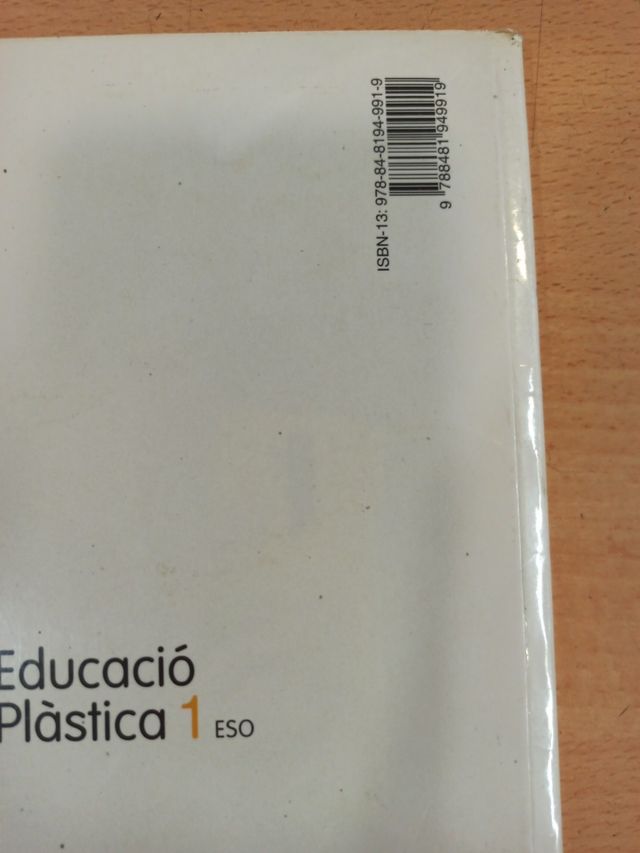 ISBN-13: 978-84-8194-991-9
9 788481 949919
Educació
Plàstica 1 ESO